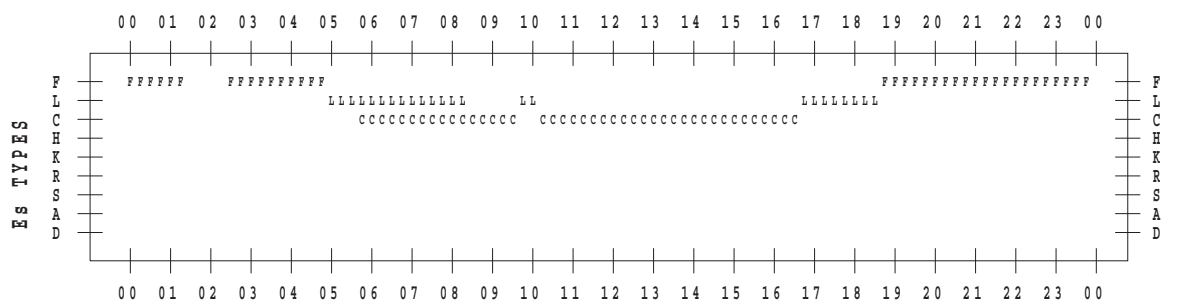 00 01 02 03 04 05 06 07 08 09 10 11 12 13 14 15 16 17 18 19 20 21 22 23 00
F FFFFFF FFFFFFFFFF FFFFFFFFFFFFFFFFFFFFF F
L LLLLLLLLLLLLLL LL LLLLLLLL L
C CCCCCCCCCCCCCCCC CCCCCCCCCCCCCCCCCCCCCCCCCC C
H H
K K
R R
S S
A A
D D
Es TYPES
00 01 02 03 04 05 06 07 08 09 10 11 12 13 14 15 16 17 18 19 20 21 22 23 00